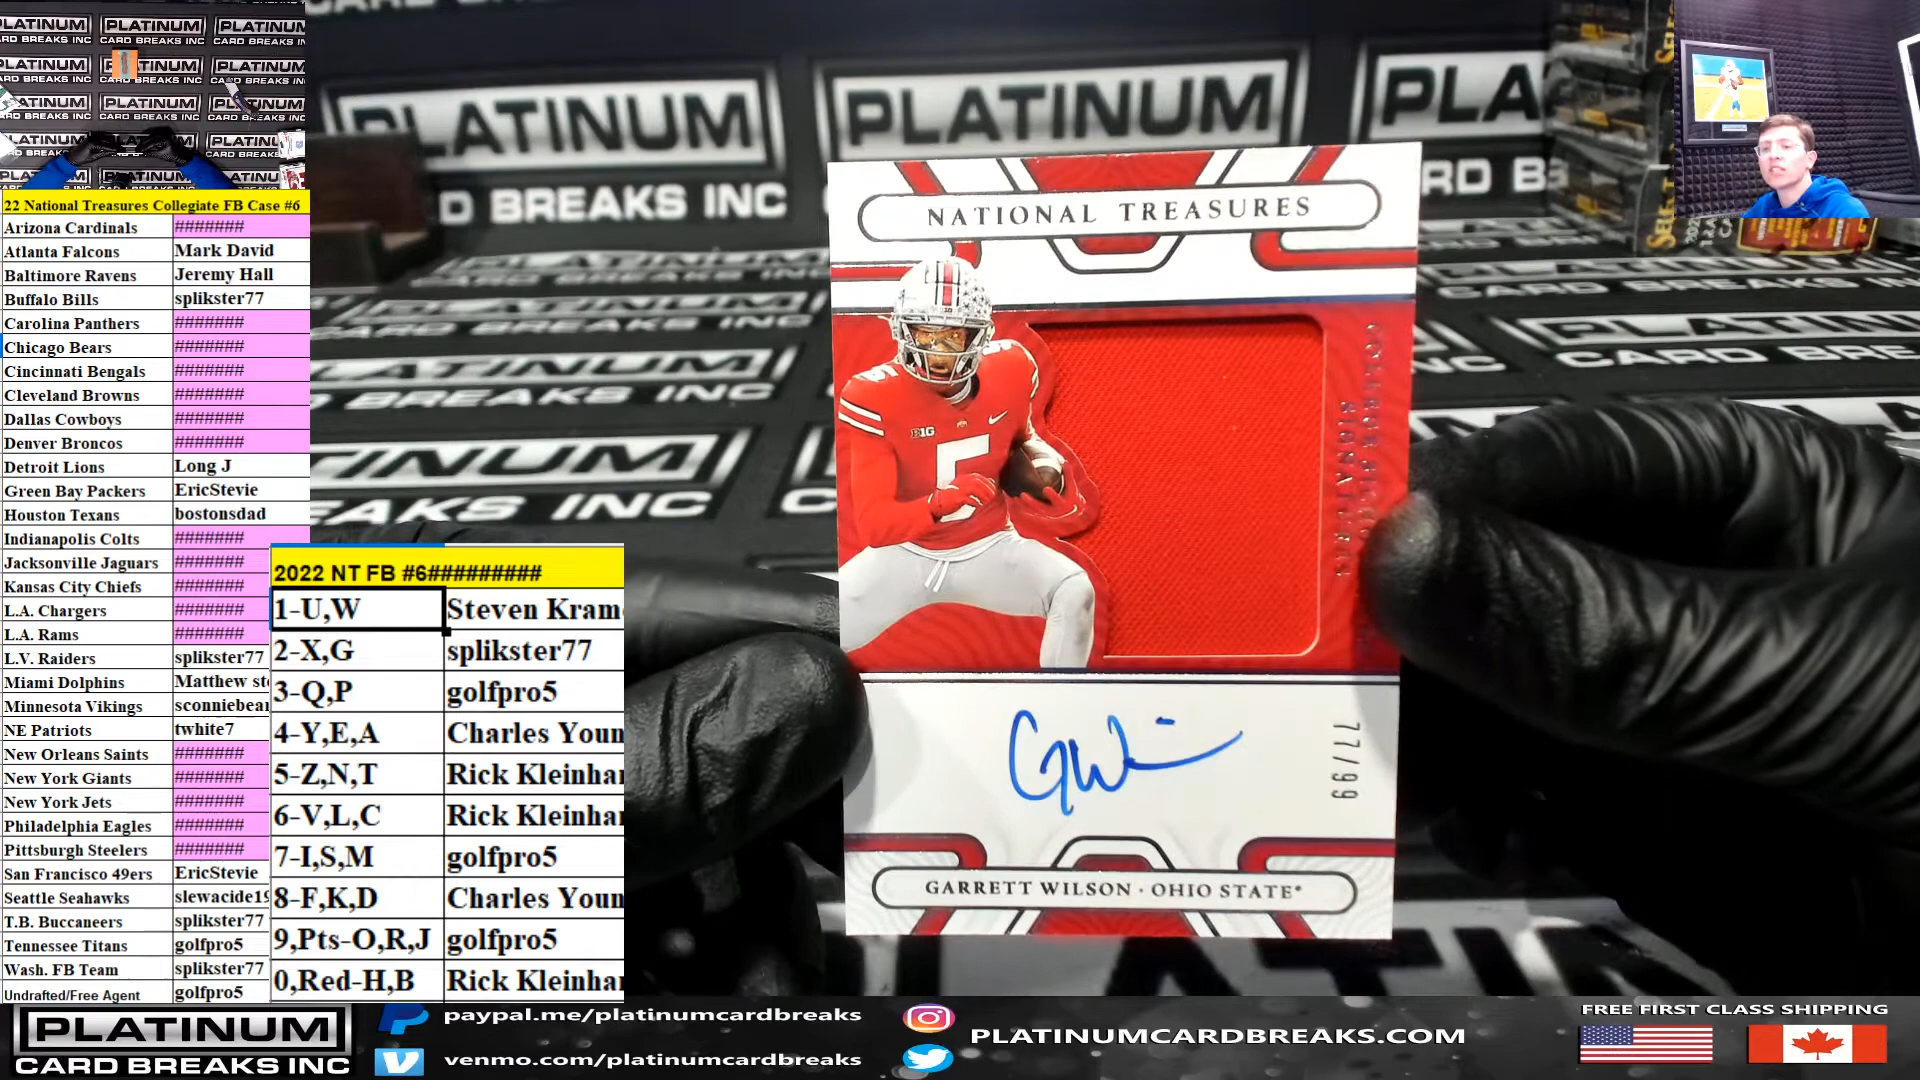 22 National Treasures Collegiate FB Case #6
Arizona Cardinals #######
Atlanta Falcons Mark David
Baltimore Ravens Jeremy Hall
Buffalo Bills splikster77
Carolina Panthers #######
Chicago Bears #######
Cincinnati Bengals #######
Cleveland Browns #######
Dallas Cowboys #######
Denver Broncos #######
Detroit Lions Long J
Green Bay Packers EricStevie
Houston Texans bostonsdad
Indianapolis Colts #######
Jacksonville Jaguars #######
Kansas City Chiefs #######
L.A. Chargers #######
L.A. Rams #######
L.V. Raiders splikster77
Miami Dolphins Matthew st
Minnesota Vikings sconniebear
NE Patriots twhite7
New Orleans Saints #######
New York Giants #######
New York Jets #######
Philadelphia Eagles #######
Pittsburgh Steelers #######
San Francisco 49ers EricStevie
Seattle Seahawks slewacide19
T.B. Buccaneers splikster77
Tennessee Titans golfpro5
Wash. FB Team splikster77
Undrafted/Free Agent golfpro5
2022 NT FB #6#########
1-U,W Steven Kram
2-X,G splikster77
3-Q,P golfpro5
4-Y,E,A Charles Youn
5-Z,N,T Rick Kleinha
6-V,L,C Rick Kleinha
7-I,S,M golfpro5
8-F,K,D Charles Youn
9,Pts-O,R,J golfpro5
0,Red-H,B Rick Kleinha
PLATINUM
CARD BREAKS INC
PLATINUM
PLATINUM
PLA
D BREAKS INC
NATIONAL TREASURES
B1G
5
GW
77/99
GARRETT WILSON · OHIO STATE
PLATINUM
CARD BREAKS INC
paypal.me/platinumcardbreaks
venmo.com/platinumcardbreaks
PLATINUMCARDBREAKS.COM
FREE FIRST CLASS SHIPPING